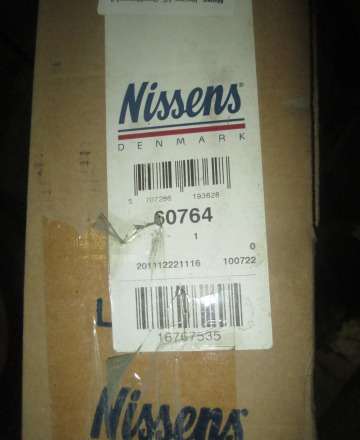 Nissens
DENMARK
5 707286 193628
60764
1
0
201112221116 100722
16767535
L
Nissens